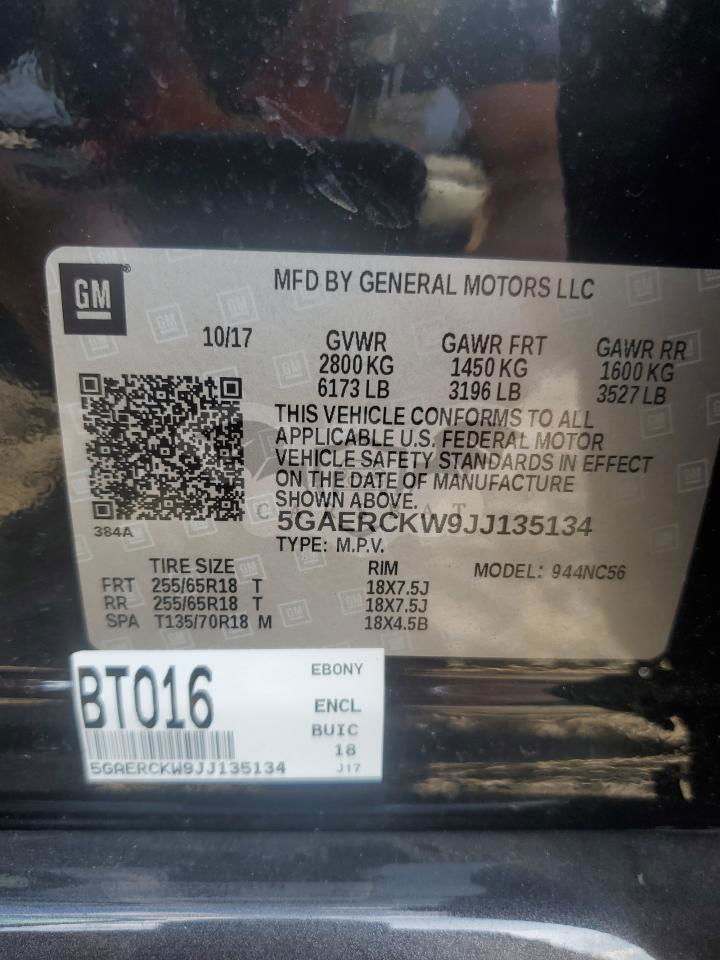 GM
®
MFD BY GENERAL MOTORS LLC
10/17
GVWR GAWR FRT GAWR RR
2800 KG 1450 KG 1600 KG
6173 LB 3196 LB 3527 LB
THIS VEHICLE CONFORMS TO ALL
APPLICABLE U.S. FEDERAL MOTOR
VEHICLE SAFETY STANDARDS IN EFFECT
ON THE DATE OF MANUFACTURE
SHOWN ABOVE.
384A
5GAERCKW9JJ135134
TYPE: M.P.V.
TIRE SIZE RIM MODEL: 944NC56
FRT 255/65R18 T 18X7.5J
RR 255/65R18 T 18X7.5J
SPA T135/70R18 M 18X4.5B
BT016 EBONY
ENCL
BUIC
18
5GAERCKW9JJ135134 J17